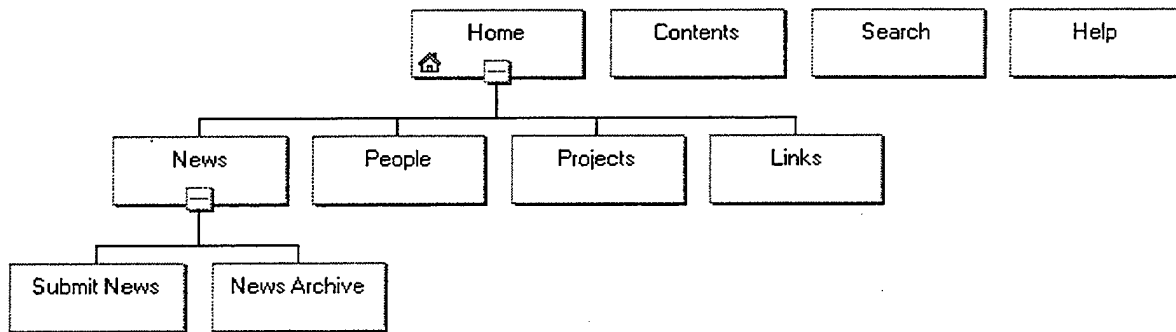 Home
Contents
Search
Help
News
People
Projects
Links
Submit News
News Archive